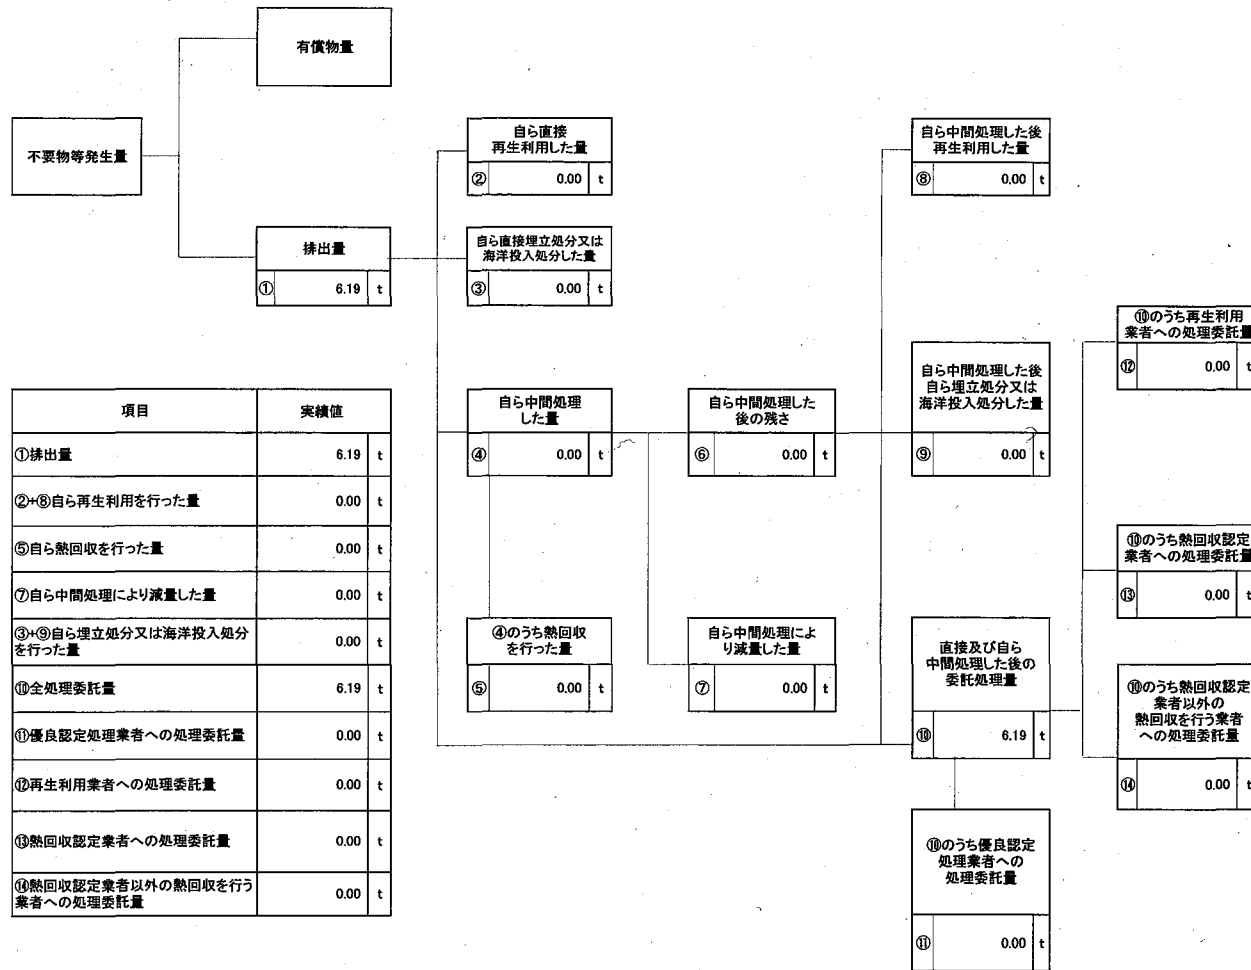 有償物量
不要物等発生量
排出量
① 6.19 t
自ら直接
再生利用した量
② 0.00 t
自ら直接埋立処分又は
海洋投入処分した量
③ 0.00 t
自ら中間処理
した量
④ 0.00 t
④のうち熱回収
を行った量
⑤ 0.00 t
自ら中間処理した
後の残さ
⑥ 0.00 t
自ら中間処理によ
り減量した量
⑦ 0.00 t
自ら中間処理した後
再生利用した量
⑧ 0.00 t
自ら中間処理した後
自ら埋立処分又は
海洋投入処分した量
⑨ 0.00 t
直接及び自ら
中間処理した後の
委託処理量
⑩ 6.19 t
⑩のうち優良認定
処理業者への
処理委託量
⑪ 0.00 t
⑩のうち再生利用
業者への処理委託量
⑫ 0.00 t
⑩のうち熱回収認定
業者への処理委託量
⑬ 0.00 t
⑩のうち熱回収認定
業者以外の
熱回収を行う業者
への処理委託量
⑭ 0.00 t
項目 実績値
①排出量 6.19 t
②+⑧自ら再生利用を行った量 0.00 t
⑤自ら熱回収を行った量 0.00 t
⑦自ら中間処理により減量した量 0.00 t
③+⑨自ら埋立処分又は海洋投入処分
を行った量 0.00 t
⑩全処理委託量 6.19 t
⑪優良認定処理業者への処理委託量 0.00 t
⑫再生利用業者への処理委託量 0.00 t
⑬熱回収認定業者への処理委託量 0.00 t
⑭熱回収認定業者以外の熱回収を行う
業者への処理委託量 0.00 t